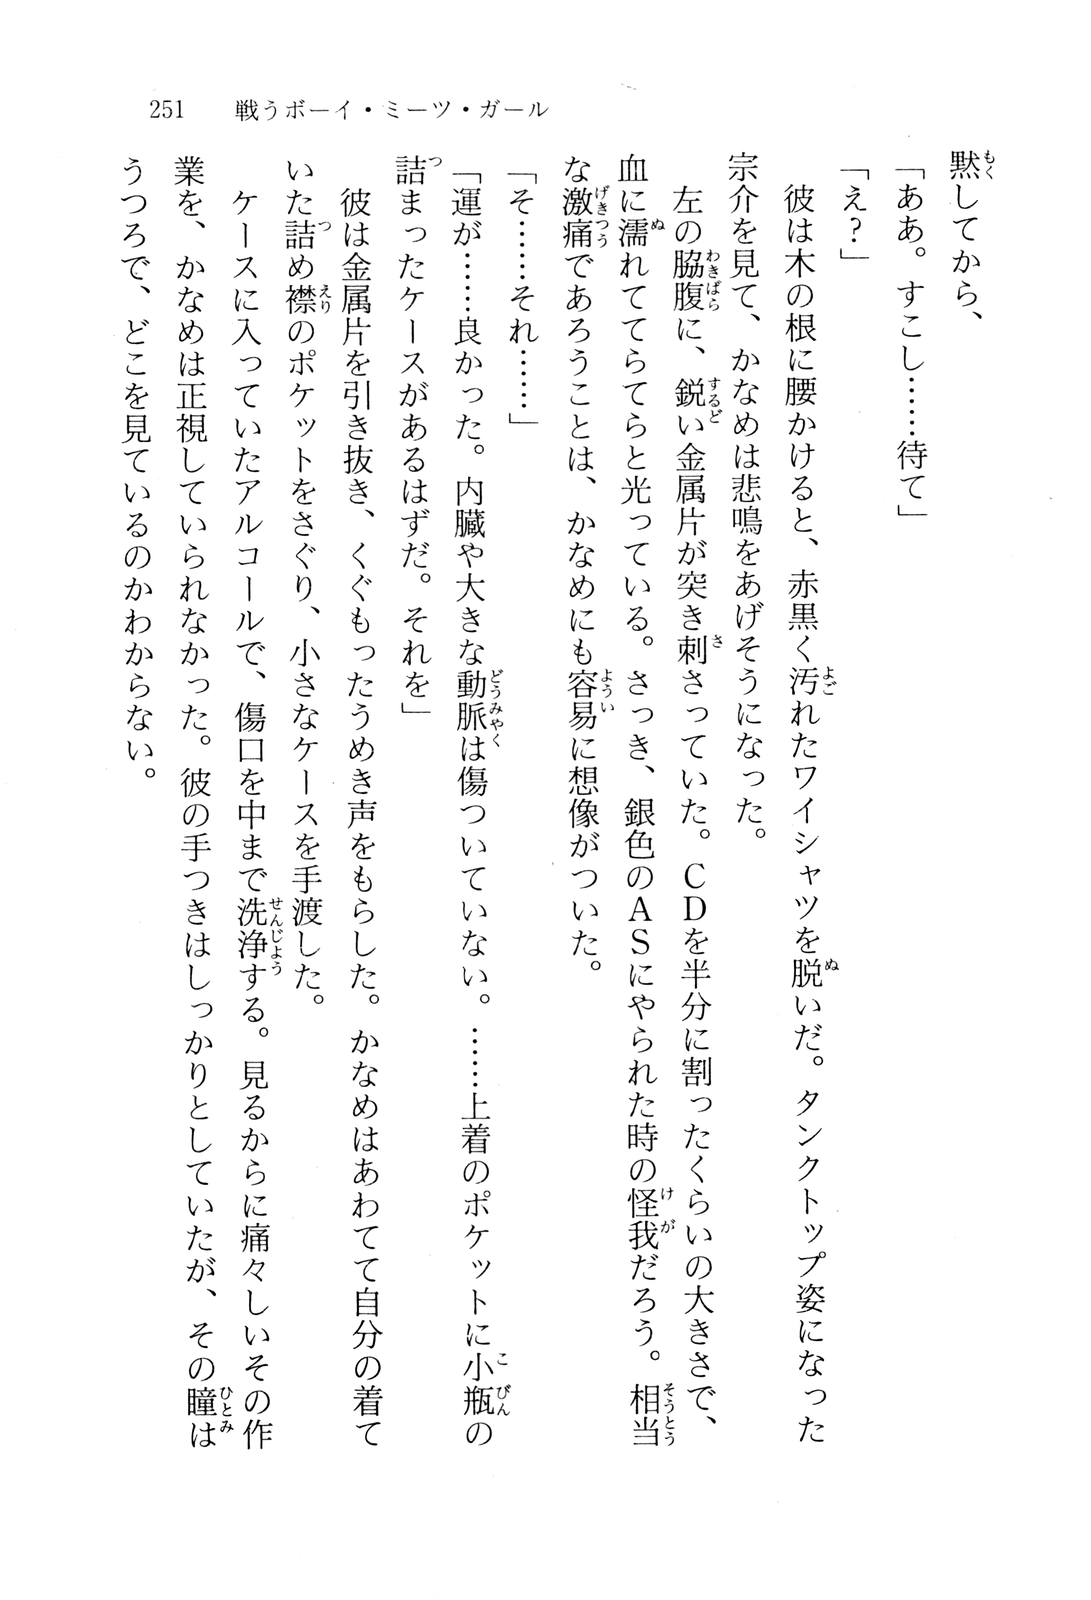 251　戦うボーイ・ミーツ・ガール
黙してから、
「ああ。すこし……待て」
「え？」
　彼は木の根に腰かけると、赤黒く汚れたワイシャツを脱いだ。タンクトップ姿になった
宗介を見て、かなめは悲鳴をあげそうになった。
　左の脇腹に、鋭い金属片が突き刺さっていた。ＣＤを半分に割ったくらいの大きさで、
血に濡れててらてらと光っている。さっき、銀色のＡＳにやられた時の怪我だろう。相当
な激痛であろうことは、かなめにも容易に想像がついた。
「そ……それ……」
「運が……良かった。内臓や大きな動脈は傷ついていない。……上着のポケットに小瓶の
詰まったケースがあるはずだ。それを」
　彼は金属片を引き抜き、くぐもったうめき声をもらした。かなめはあわてて自分の着て
いた詰め襟のポケットをさぐり、小さなケースを手渡した。
　ケースに入っていたアルコールで、傷口を中まで洗浄する。見るからに痛々しいその作
業を、かなめは正視していられなかった。彼の手つきはしっかりとしていたが、その瞳は
うつろで、どこを見ているのかわからない。